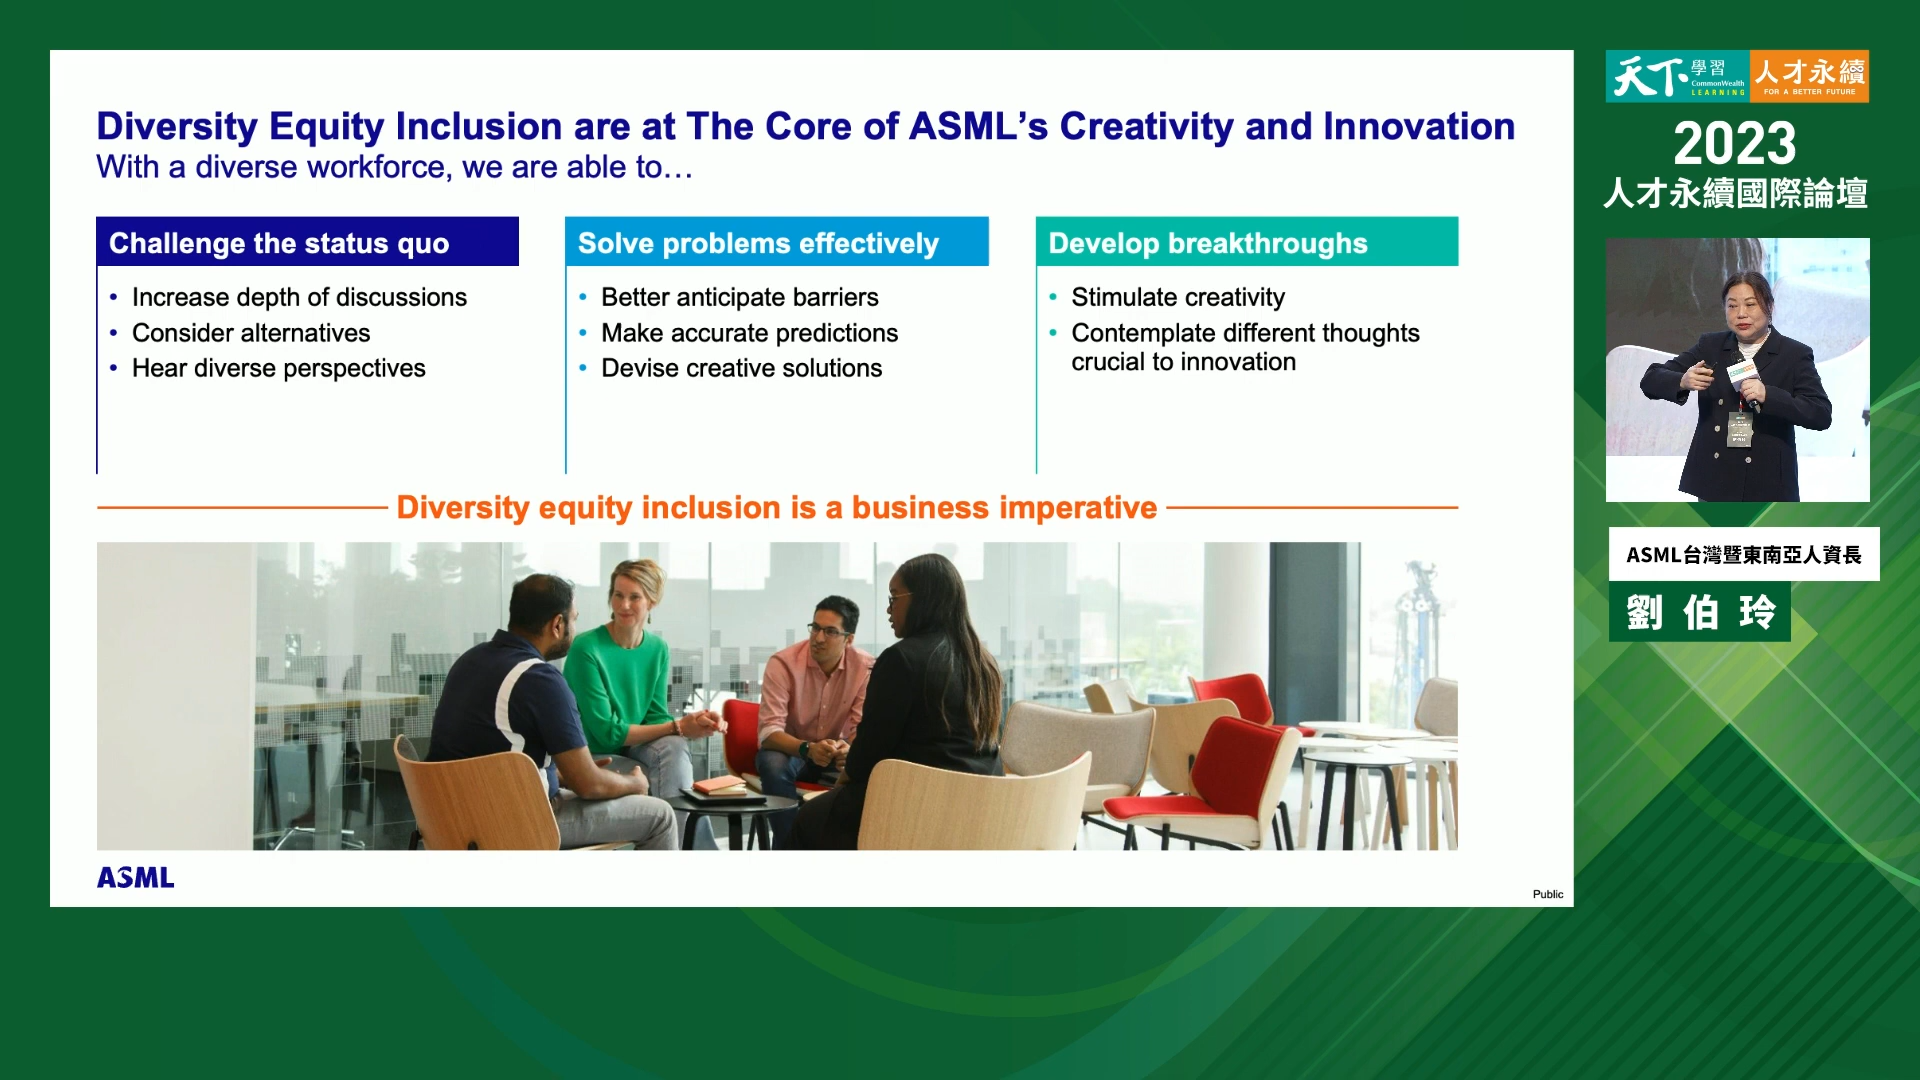 Diversity Equity Inclusion are at The Core of ASML’s Creativity and Innovation
With a diverse workforce, we are able to…
Challenge the status quo
• Increase depth of discussions
• Consider alternatives
• Hear diverse perspectives
Solve problems effectively
• Better anticipate barriers
• Make accurate predictions
• Devise creative solutions
Develop breakthroughs
• Stimulate creativity
• Contemplate different thoughts
crucial to innovation
Diversity equity inclusion is a business imperative
ASML
Public
天下 學習
CommonWealth
LEARNING
人才永續
FOR A BETTER FUTURE
2023
人才永續國際論壇
ASML台灣暨東南亞人資長
劉伯玲